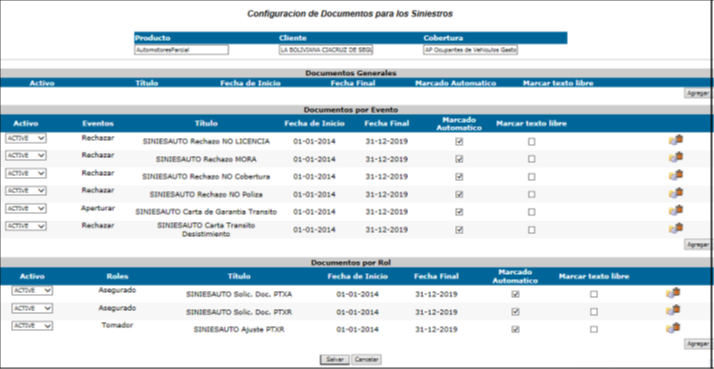 Configuracion de Documentos para los Siniestros
Producto Cliente Cobertura
AutomotoresParcial LA BOLIVIANA CIACRUZ DE SEGU AP Ocupantes de Vehiculos Gasto
Documentos Generales
Activo Título Fecha de Inicio Fecha Final Marcado Automatico Marcar texto libre
Agregar
Documentos por Evento
Activo Eventos Título Fecha de Inicio Fecha Final Marcado Automatico Marcar texto libre
ACTIVE Rechazar SINIESAUTO Rechazo NO LICENCIA 01-01-2014 31-12-2019
ACTIVE Rechazar SINIESAUTO Rechazo MORA 01-01-2014 31-12-2019
ACTIVE Rechazar SINIESAUTO Rechazo NO Cobertura 01-01-2014 31-12-2019
ACTIVE Rechazar SINIESAUTO Rechazo NO Poliza 01-01-2014 31-12-2019
ACTIVE Aperturar SINIESAUTO Carta de Garantia Transito 01-01-2014 31-12-2019
ACTIVE Rechazar SINIESAUTO Carta Transito Desistimiento 01-01-2014 31-12-2019
Agregar
Documentos por Rol
Activo Roles Título Fecha de Inicio Fecha Final Marcado Automatico Marcar texto libre
ACTIVE Asegurado SINIESAUTO Solic. Doc. PTXA 01-01-2014 31-12-2019
ACTIVE Asegurado SINIESAUTO Solic. Doc. PTXR 01-01-2014 31-12-2019
ACTIVE Tomador SINIESAUTO Ajuste PTXR 01-01-2014 31-12-2019
Agregar
Salvar Cancelar